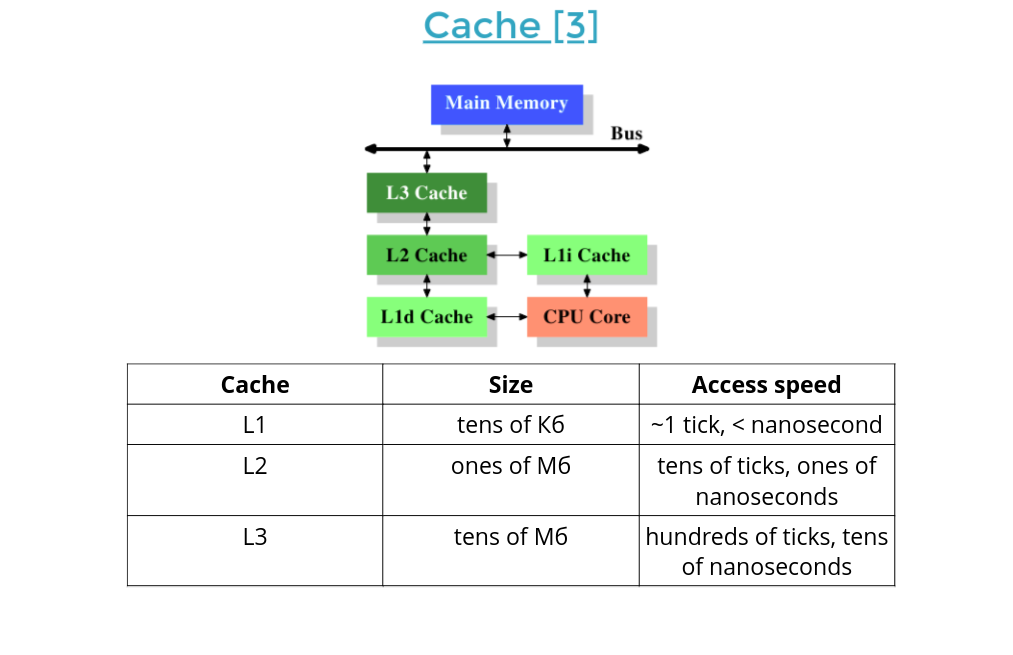 Cache [3]
Main Memory
Bus
L3 Cache
L2 Cache
L1i Cache
L1d Cache
CPU Core
Cache
Size
Access speed
L1
tens of Кб
~1 tick, < nanosecond
L2
ones of Мб
tens of ticks, ones of
nanoseconds
L3
tens of Мб
hundreds of ticks, tens
of nanoseconds